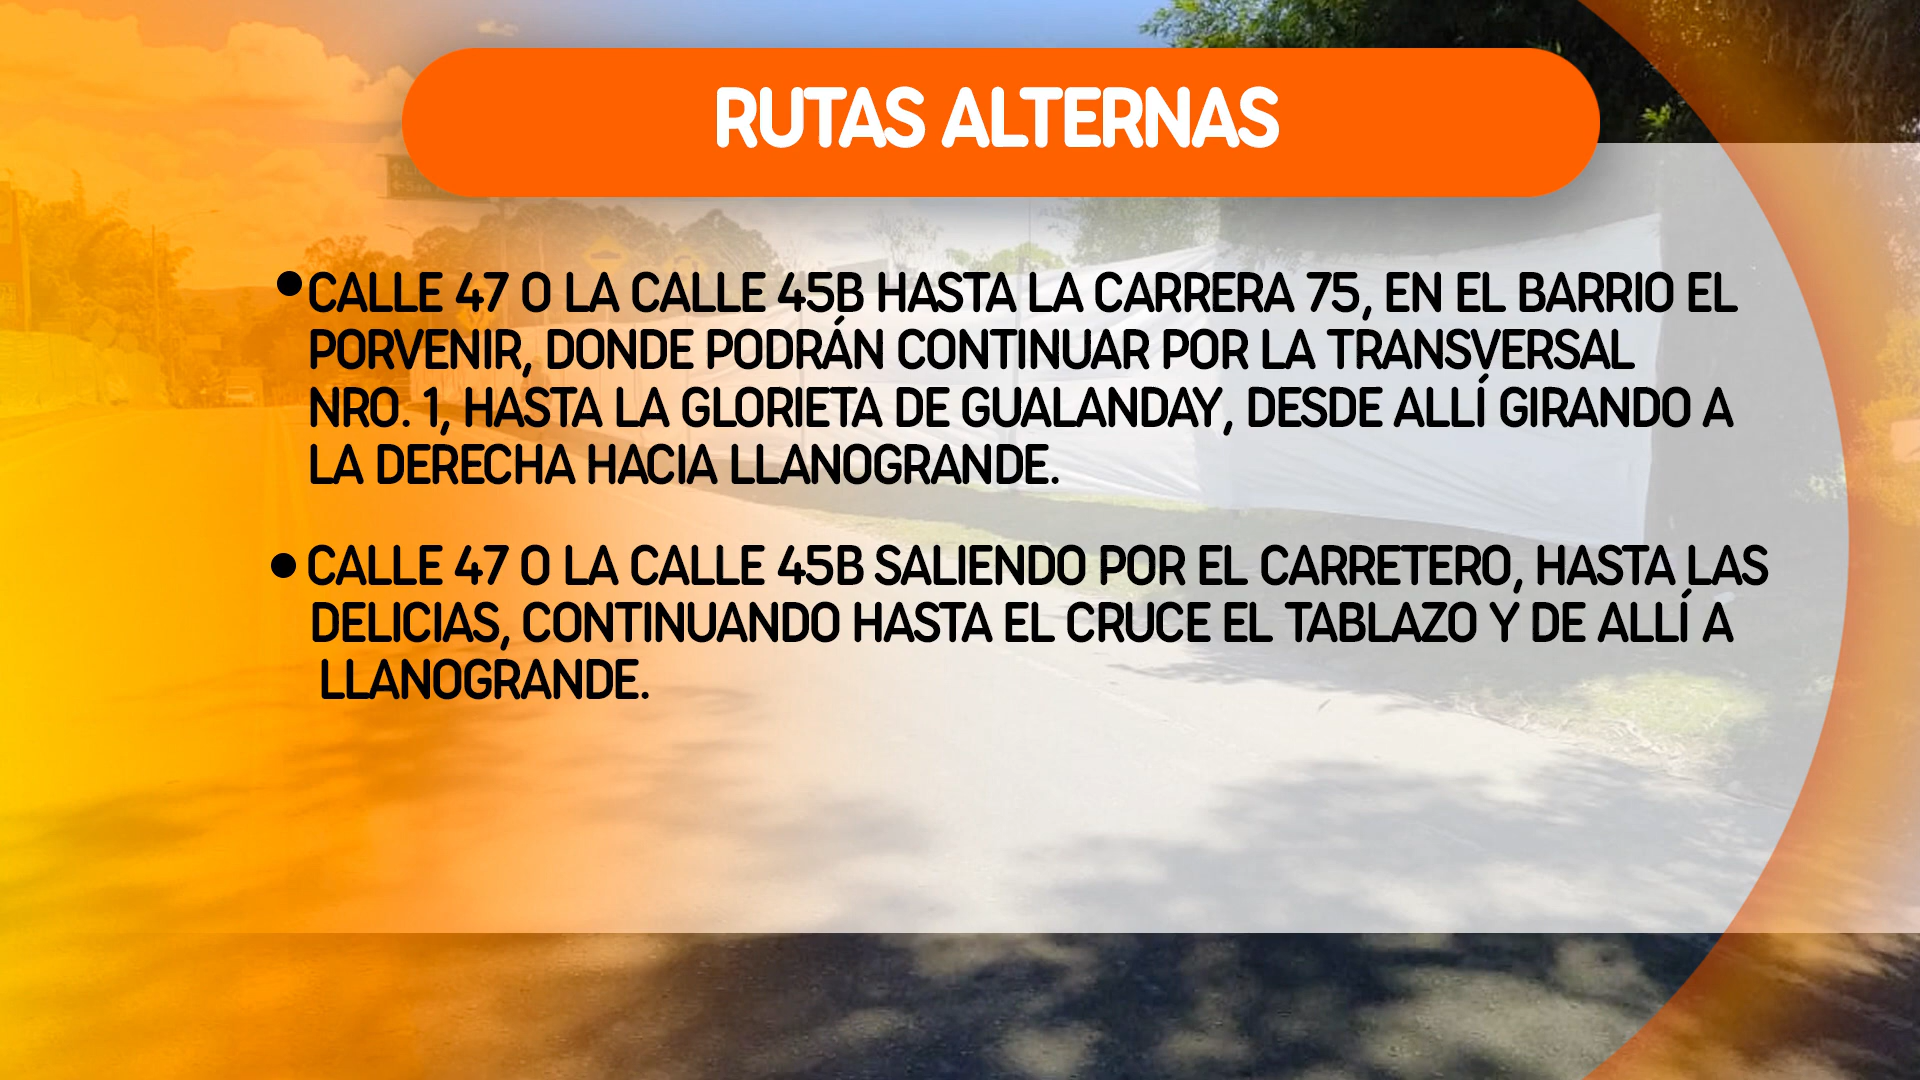 RUTAS ALTERNAS
•CALLE 47 O LA CALLE 45B HASTA LA CARRERA 75, EN EL BARRIO EL
PORVENIR, DONDE PODRÁN CONTINUAR POR LA TRANSVERSAL
NRO. 1, HASTA LA GLORIETA DE GUALANDAY, DESDE ALLÍ GIRANDO A
LA DERECHA HACIA LLANOGRANDE.
• CALLE 47 O LA CALLE 45B SALIENDO POR EL CARRETERO, HASTA LAS
DELICIAS, CONTINUANDO HASTA EL CRUCE EL TABLAZO Y DE ALLÍ A
LLANOGRANDE.